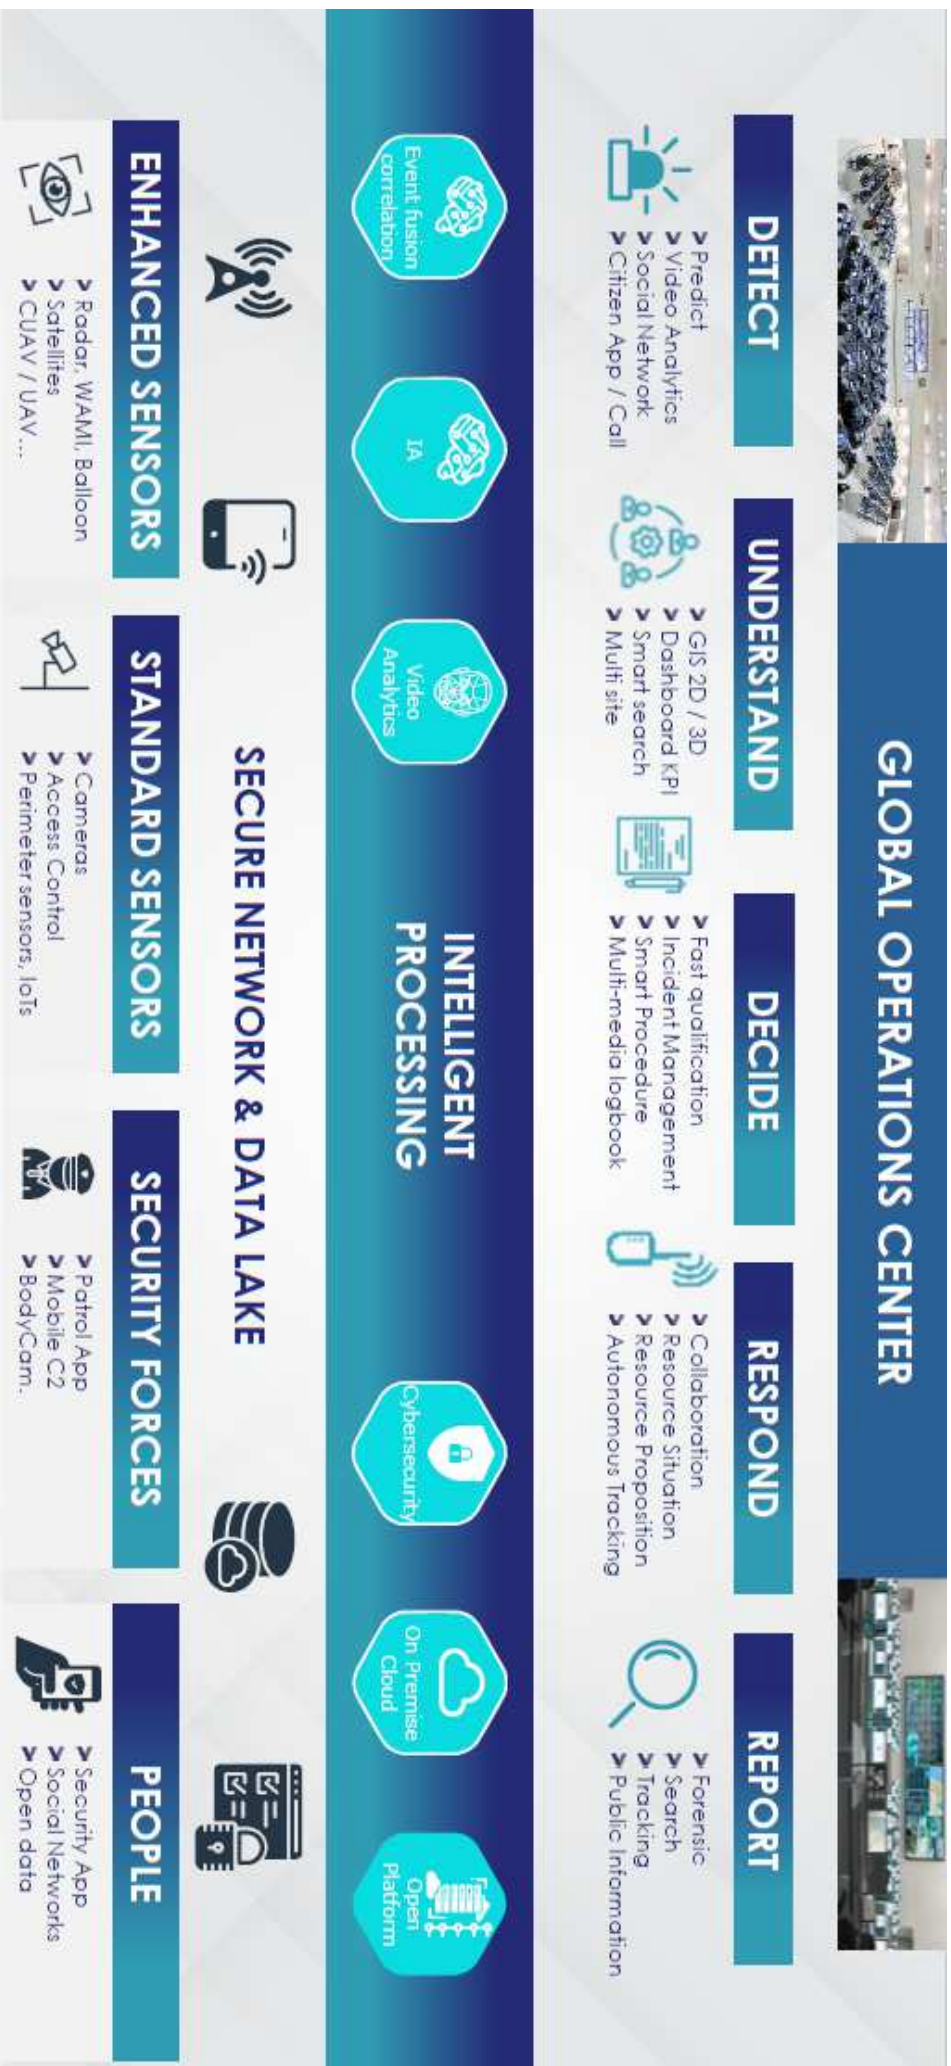 GLOBAL OPERATIONS CENTER
DETECT
> Predict
> Video Analytics
> Social Network
> Citizen App / Call
UNDERSTAND
> GIS 2D / 3D
> Dashboard KPI
> Smart search
> Multi site
DECIDE
> Fast qualification
> Incident Management
> Smart Procedure
> Multi-media logbook
RESPOND
> Collaboration
> Resource Situation
> Resource Proposition
> Autonomous Tracking
REPORT
> Forensic
> Search
> Tracking
> Public Information
Event fusion
correlation
IA
Video
Analytics
INTELLIGENT
PROCESSING
Cybersecurity
On Premise
Cloud
Open
Platform
SECURE NETWORK & DATA LAKE
ENHANCED SENSORS
> Radar, WAMI, Balloon
> Satellites
> CUAV / UAV...
STANDARD SENSORS
> Cameras
> Access Control
> Perimeter sensors, IoTs
SECURITY FORCES
> Patrol App
> Mobile C2
> BodyCam.
PEOPLE
> Security App
> Social Networks
> Open data